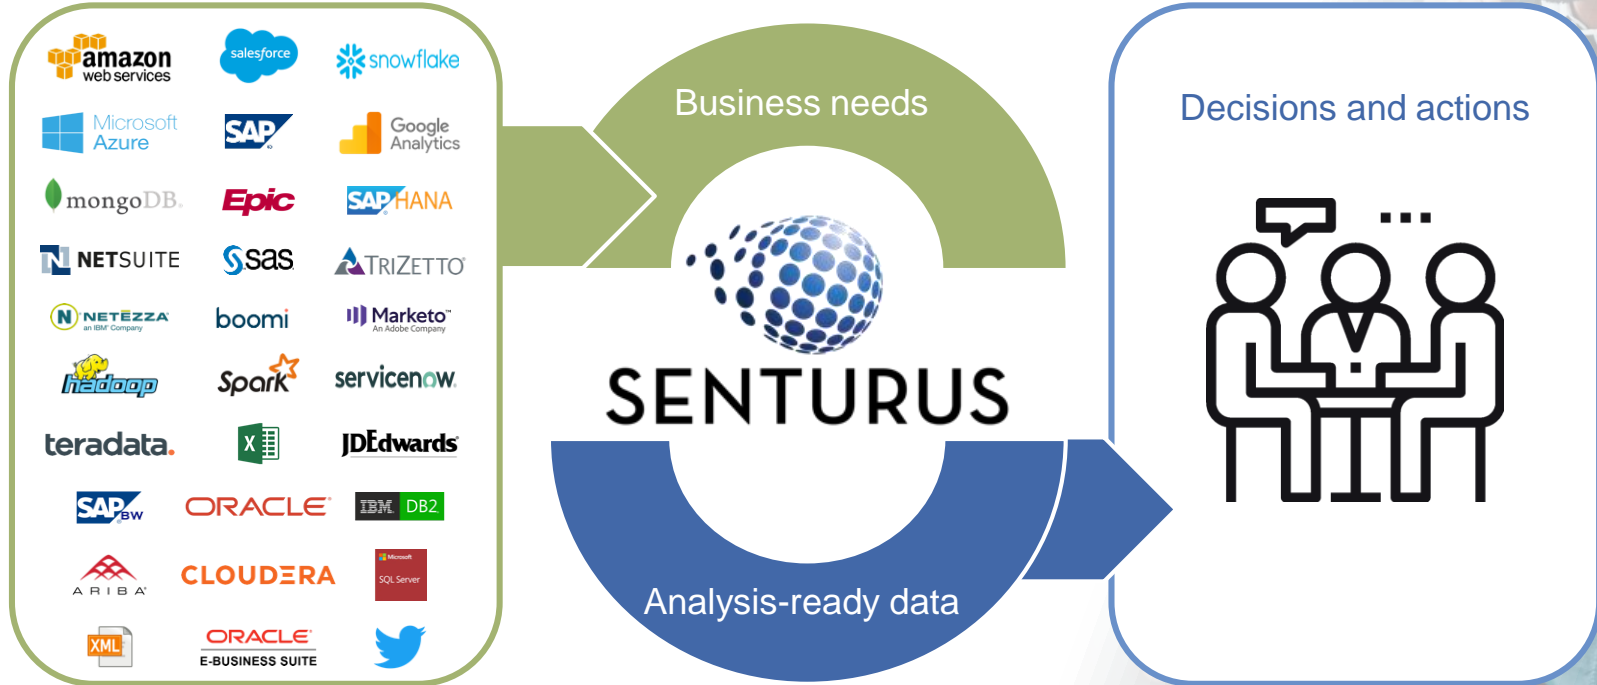 amazon
web services
salesforce
snowflake
Microsoft
Azure
SAP
Google
Analytics
mongoDB.
Epic
SAP HANA
N NETSUITE
sas
TRIZETTO
N NETEZZA
an IBM Company
boomi
Marketo™
An Adobe Company
hadoop
Spark
servicenow.
teradata.
X
JDEdwards
SAP BW
ORACLE
IBM. DB2
ARIBA
CLOUDERA
Microsoft
SQL Server
XML
ORACLE
E-BUSINESS SUITE
Business needs
SENTURUS
Analysis-ready data
Decisions and actions
...